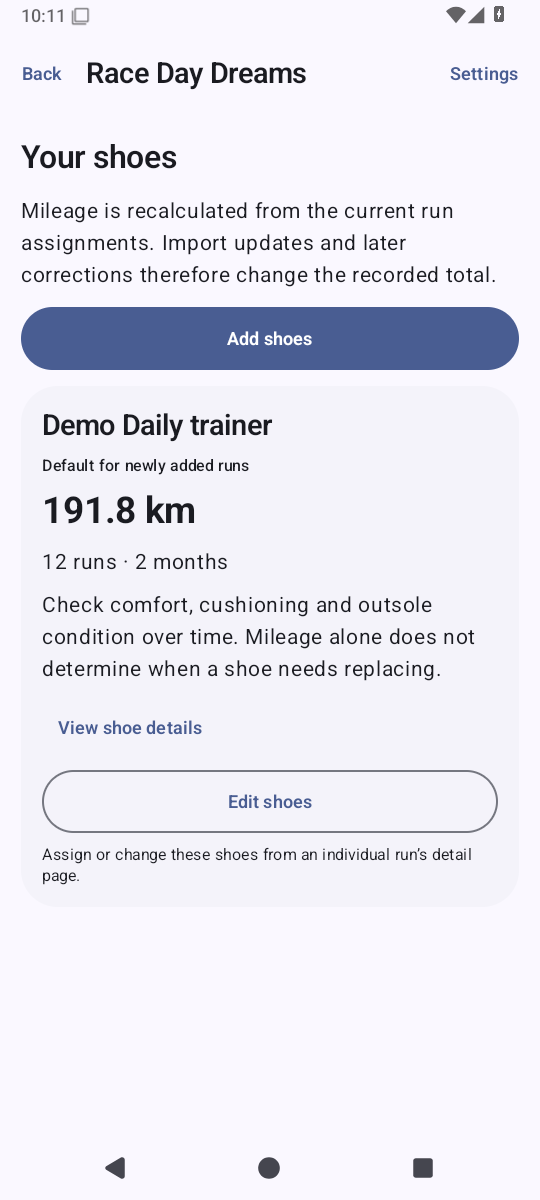 10:11
Back
Race Day Dreams
Settings
Your shoes
Mileage is recalculated from the current run
assignments. Import updates and later
corrections therefore change the recorded total.
Add shoes
Demo Daily trainer
Default for newly added runs
191.8 km
12 runs · 2 months
Check comfort, cushioning and outsole
condition over time. Mileage alone does not
determine when a shoe needs replacing.
View shoe details
Edit shoes
Assign or change these shoes from an individual run’s detail
page.